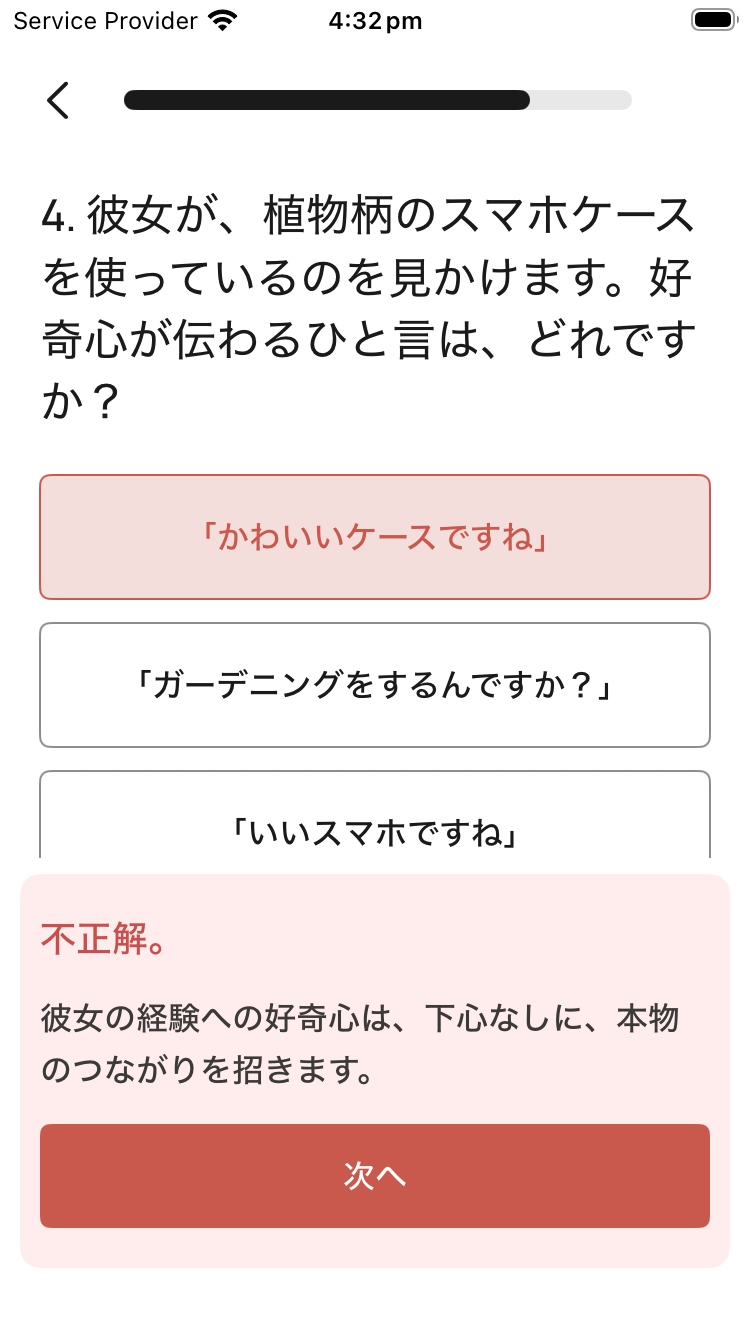 Service Provider 4:32 pm
4. 彼女が、植物柄のスマホケース
を使っているのを見かけます。好
奇心が伝わるひと言は、どれです
か？
「かわいいケースですね」
「ガーデニングをするんですか？」
「いいスマホですね」
不正解。
彼女の経験への好奇心は、下心なしに、本物
のつながりを招きます。
次へ